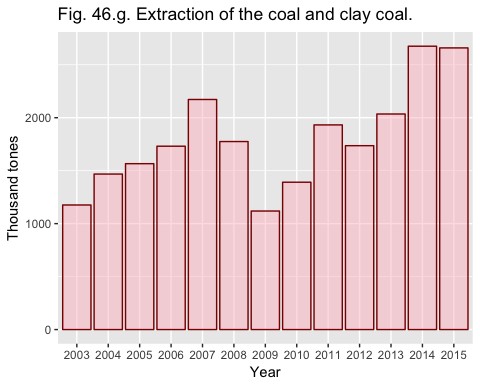 Fig. 46.g. Extraction of the coal and clay coal.
Thousand tones
2000
1000
0
2003 2004 2005 2006 2007 2008 2009 2010 2011 2012 2013 2014 2015
Year